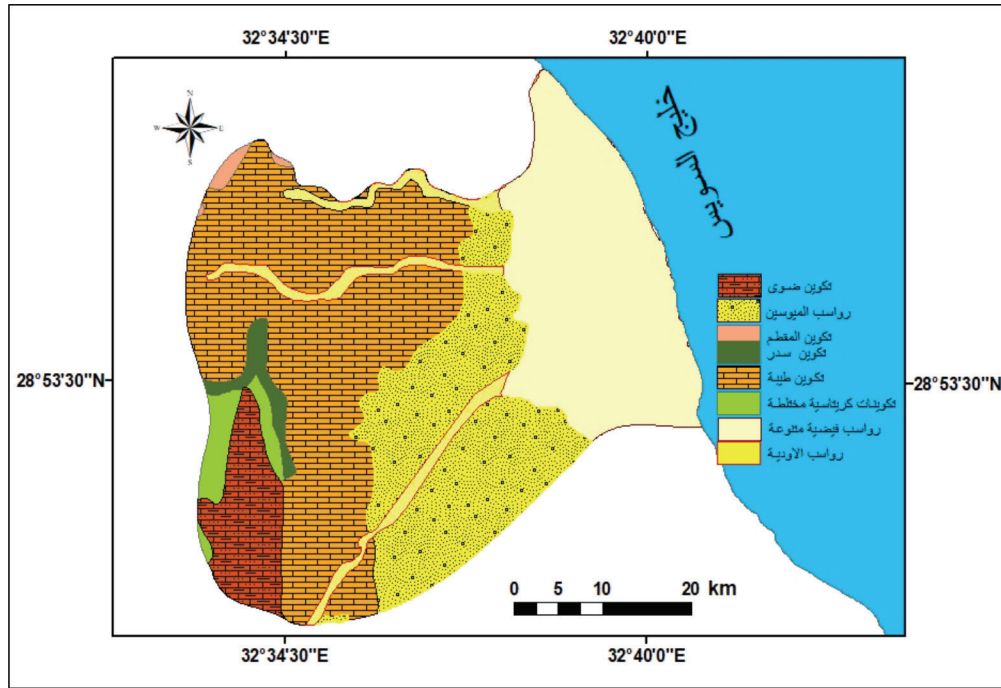 32°34'30"E 32°40'0"E
N
W E
S
خليج السويس
تكوين ضوى
رواسب الميوسين
تكوين المقطم
تكوين سدر
28°53'30"N 28°53'30"N
تكوين طيبة
تكوينات كريتاسية مختلطة
رواسب فيضية متنوعة
رواسب الاودية
0 5 10 20 km
32°34'30"E 32°40'0"E